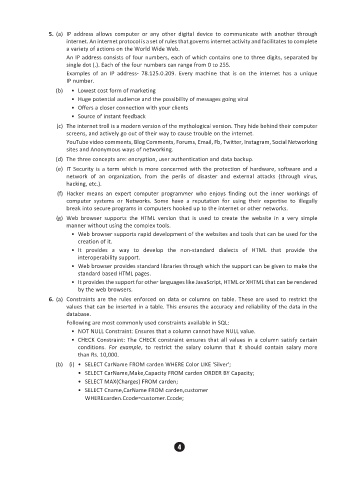 5. (a) IP address allows computer or any other digital device to communicate with another through
internet. An internet protocol is a set of rules that governs internet activity and facilitates to complete
a variety of actions on the World Wide Web.
An IP address consists of four numbers, each of which contains one to three digits, separated by
single dot (.). Each of the four numbers can range from 0 to 255.
Examples of an IP address- 78.125.0.209. Every machine that is on the internet has a unique
IP number.
(b) • Lowest cost form of marketing
• Huge potencial audience and the possibility of messages going viral
• Offers a closer connection with your clients
• Source of instant feedback
(c) The internet troll is a modern version of the mythological version. They hide behind their computer
screens, and actively go out of their way to cause trouble on the internet.
YouTube video comments, Blog Comments, Forums, Email, Fb, Twitter, Instagram, Social Networking
sites and Anonymous ways of networking.
(d) The three concepts are: encryption, user authentication and data backup.
(e) IT Security is a term which is more concerned with the protection of hardware, software and a
network of an organization, from the perils of disaster and external attacks (through virus,
hacking, etc.).
(f) Hacker means an expert computer programmer who enjoys finding out the inner workings of
computer systems or Networks. Some have a reputation for using their expertise to illegally
break into secure programs in computers hooked up to the internet or other networks.
(g) Web browser supports the HTML version that is used to create the website in a very simple
manner without using the complex tools.
• Web browser supports rapid development of the websites and tools that can be used for the
creation of it.
• It provides a way to develop the non-standard dialects of HTML that provide the
interoperability support.
• Web browser provides standard libraries through which the support can be given to make the
standard based HTML pages.
• It provides the support for other languages like JavaScript, HTML or XHTML that can be rendered
by the web browsers.
6. (a) Constraints are the rules enforced on data or columns on table. These are used to restrict the
values that can be inserted in a table. This ensures the accuracy and reliability of the data in the
database.
Following are most commonly used constraints available in SQL:
• NOT NULL Constraint: Ensures that a column cannot have NULL value.
• CHECK Constraint: The CHECK constraint ensures that all values in a column satisfy certain
conditions. For example, to restrict the salary column that it should contain salary more
than Rs. 10,000.
(b) (i) • SELECT CarName FROM carden WHERE Color LIKE 'Silver';
• SELECT CarName,Make,Capacity FROM carden ORDER BY Capacity;
• SELECT MAX(Charges) FROM carden;
• SELECT Cname,CarName FROM carden,customer
WHEREcarden.Ccode=customer.Ccode;
4